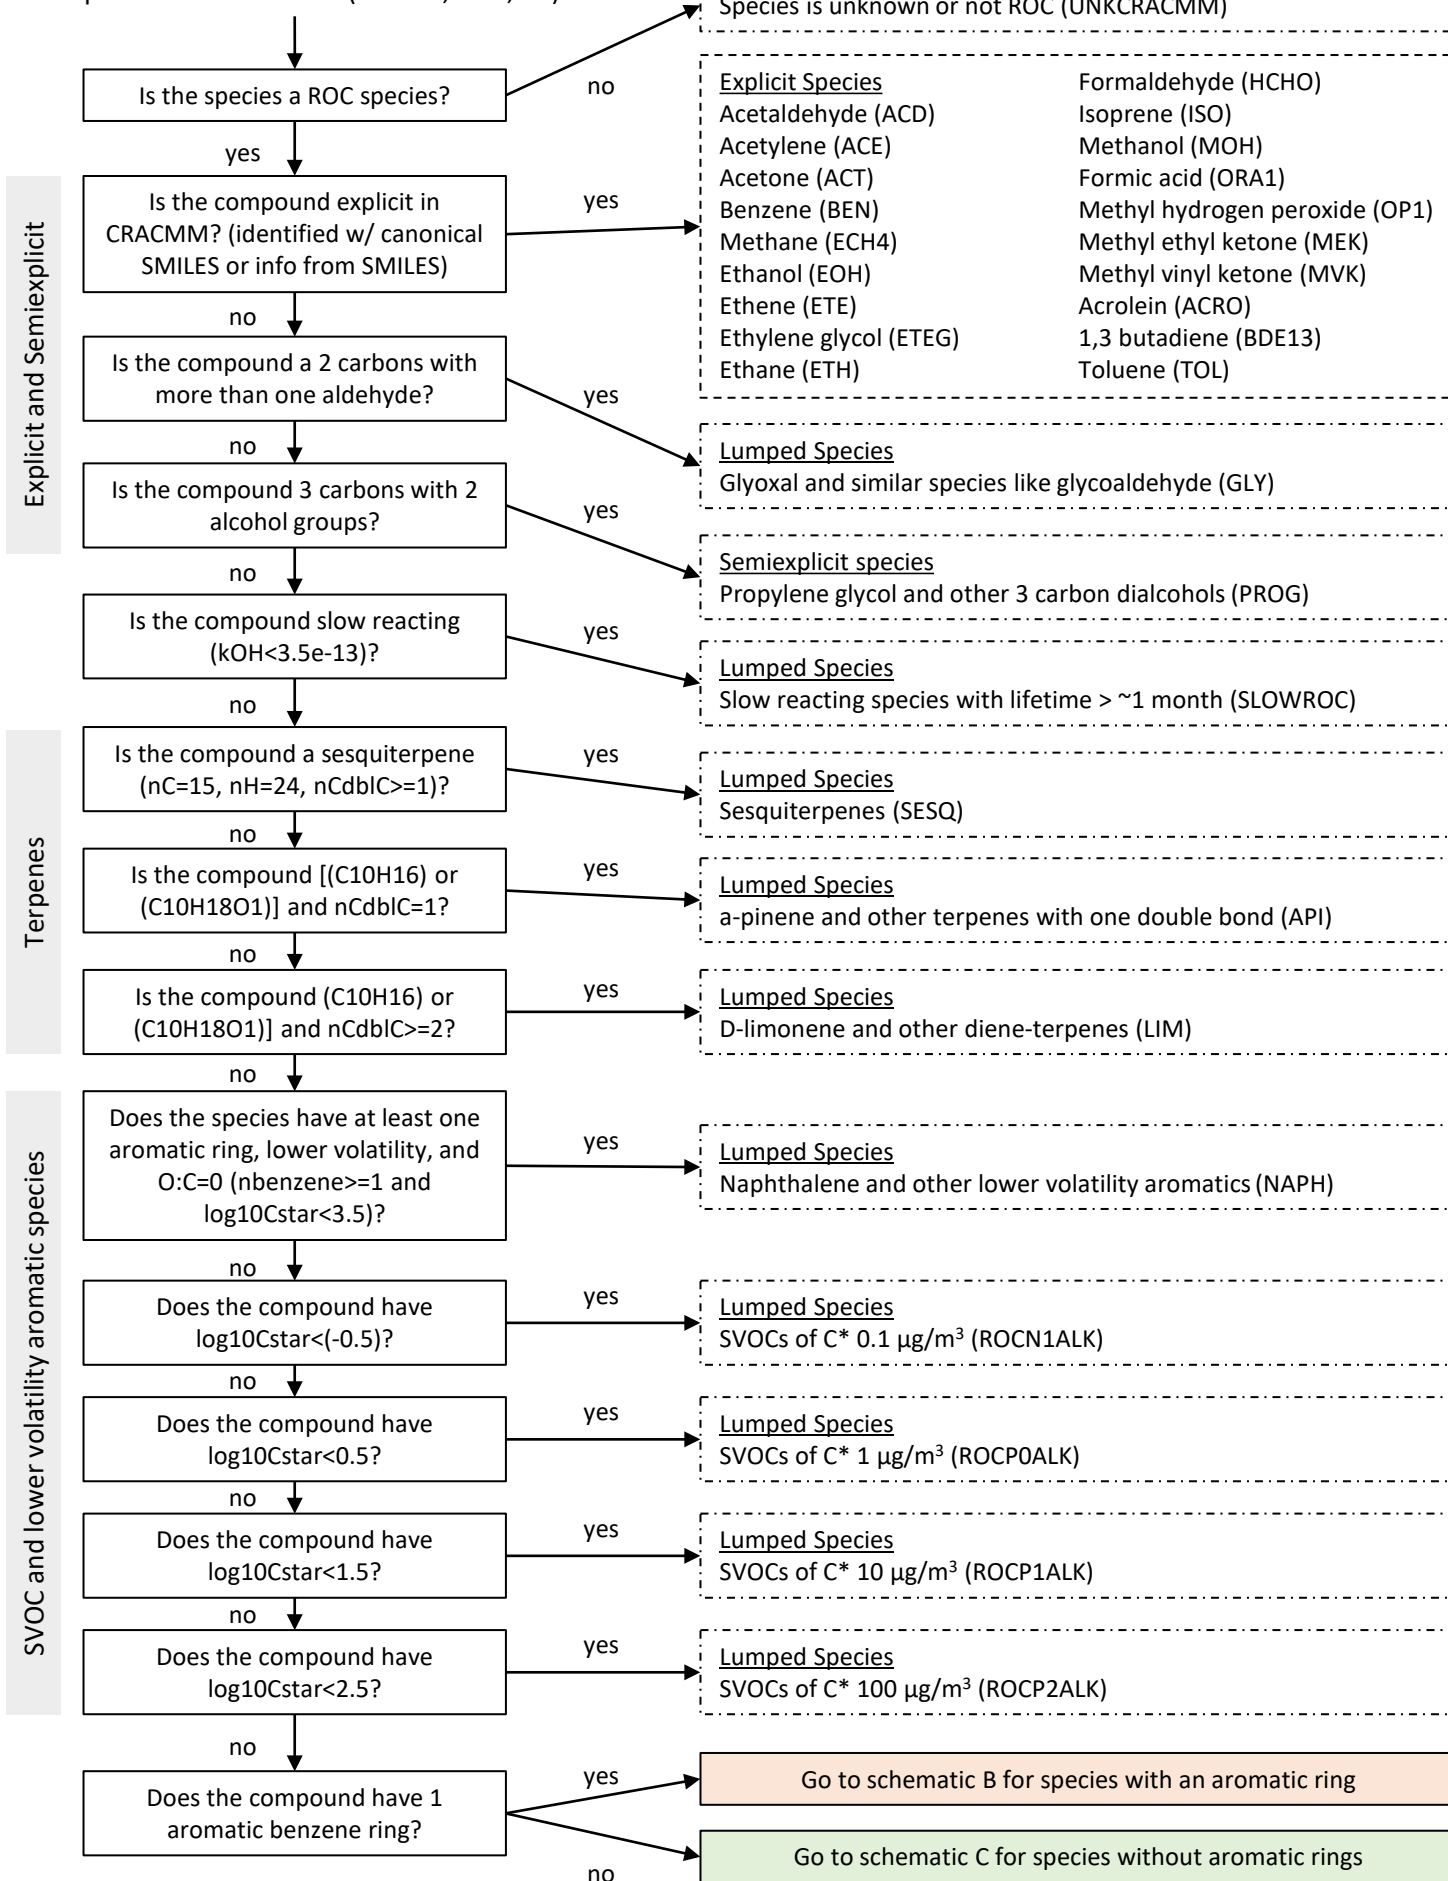 Species is unknown or not ROC (UNKCRACMM)
Is the species a ROC species?
no
yes
Explicit Species
Acetaldehyde (ACD)
Acetylene (ACE)
Acetone (ACT)
Benzene (BEN)
Methane (ECH4)
Ethanol (EOH)
Ethene (ETE)
Ethylene glycol (ETEG)
Ethane (ETH)
Formaldehyde (HCHO)
Isoprene (ISO)
Methanol (MOH)
Formic acid (ORA1)
Methyl hydrogen peroxide (OP1)
Methyl ethyl ketone (MEK)
Methyl vinyl ketone (MVK)
Acrolein (ACRO)
1,3 butadiene (BDE13)
Toluene (TOL)
Explicit and Semiexplicit
Is the compound explicit in
CRACMM? (identified w/ canonical
SMILES or info from SMILES)
yes
no
Is the compound a 2 carbons with
more than one aldehyde?
yes
Lumped Species
Glyoxal and similar species like glycoaldehyde (GLY)
no
Is the compound 3 carbons with 2
alcohol groups?
yes
Semiexplicit species
Propylene glycol and other 3 carbon dialcohols (PROG)
no
Is the compound slow reacting
(kOH<3.5e-13)?
yes
Lumped Species
Slow reacting species with lifetime > ~1 month (SLOWROC)
no
Terpenes
Is the compound a sesquiterpene
(nC=15, nH=24, nCdblC>=1)?
yes
Lumped Species
Sesquiterpenes (SESQ)
no
Is the compound [(C10H16) or
(C10H18O1)] and nCdblC=1?
yes
Lumped Species
a-pinene and other terpenes with one double bond (API)
no
Is the compound (C10H16) or
(C10H18O1)] and nCdblC>=2?
yes
Lumped Species
D-limonene and other diene-terpenes (LIM)
no
SVOC and lower volatility aromatic species
Does the species have at least one
aromatic ring, lower volatility, and
O:C=0 (nbenzene>=1 and
log10Cstar<3.5)?
yes
Lumped Species
Naphthalene and other lower volatility aromatics (NAPH)
no
Does the compound have
log10Cstar<(-0.5)?
yes
Lumped Species
SVOCs of C* 0.1 µg/m³ (ROCN1ALK)
no
Does the compound have
log10Cstar<0.5?
yes
Lumped Species
SVOCs of C* 1 µg/m³ (ROCP0ALK)
no
Does the compound have
log10Cstar<1.5?
yes
Lumped Species
SVOCs of C* 10 µg/m³ (ROCP1ALK)
no
Does the compound have
log10Cstar<2.5?
yes
Lumped Species
SVOCs of C* 100 µg/m³ (ROCP2ALK)
no
Does the compound have 1
aromatic benzene ring?
yes
Go to schematic B for species with an aromatic ring
no
Go to schematic C for species without aromatic rings